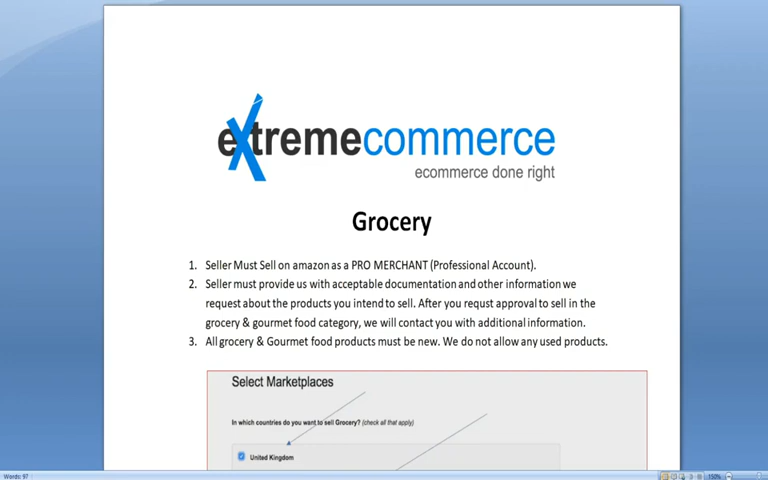 extremecommerce
ecommerce done right
Grocery
1. Seller Must Sell on amazon as a PRO MERCHANT (Professional Account).
2. Seller must provide us with acceptable documentation and other information we
request about the products you intend to sell. After you requst approval to sell in the
grocery & gourmet food category, we will contact you with additional information.
3. All grocery & Gourmet food products must be new. We do not allow any used products.
Select Marketplaces
In which countries do you want to sell Grocery? (check all that apply)
United Kingdom
Words: 97
150%